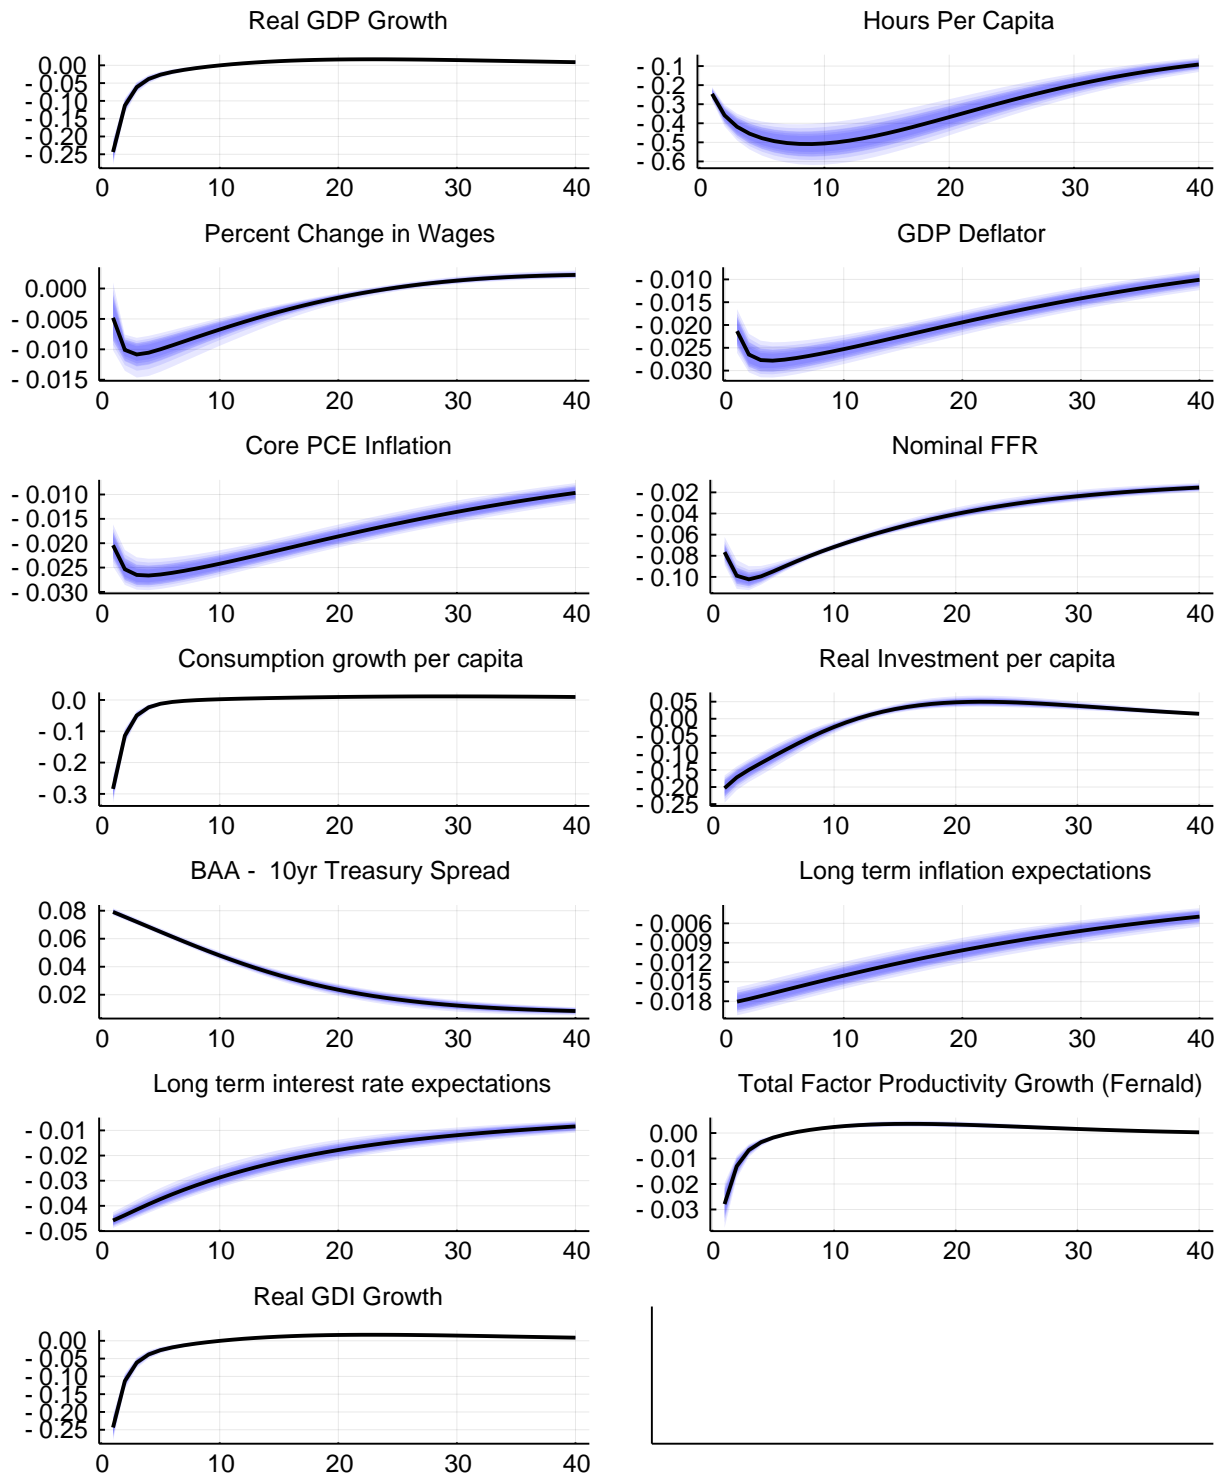 Real GDP Growth
0.00
- 0.05
- 0.10
- 0.15
- 0.20
- 0.25
0 10 20 30 40
Hours Per Capita
- 0.1
- 0.2
- 0.3
- 0.4
- 0.5
- 0.6
0 10 20 30 40
Percent Change in Wages
0.000
- 0.005
- 0.010
- 0.015
0 10 20 30 40
GDP Deflator
- 0.010
- 0.015
- 0.020
- 0.025
- 0.030
0 10 20 30 40
Core PCE Inflation
- 0.010
- 0.015
- 0.020
- 0.025
- 0.030
0 10 20 30 40
Nominal FFR
- 0.02
- 0.04
- 0.06
- 0.08
- 0.10
0 10 20 30 40
Consumption growth per capita
0.0
- 0.1
- 0.2
- 0.3
0 10 20 30 40
Real Investment per capita
0.05
0.00
- 0.05
- 0.10
- 0.15
- 0.20
- 0.25
0 10 20 30 40
BAA -  10yr Treasury Spread
0.08
0.06
0.04
0.02
0 10 20 30 40
Long term inflation expectations
- 0.006
- 0.009
- 0.012
- 0.015
- 0.018
0 10 20 30 40
Long term interest rate expectations
- 0.01
- 0.02
- 0.03
- 0.04
- 0.05
0 10 20 30 40
Total Factor Productivity Growth (Fernald)
0.00
- 0.01
- 0.02
- 0.03
0 10 20 30 40
Real GDI Growth
0.00
- 0.05
- 0.10
- 0.15
- 0.20
- 0.25
0 10 20 30 40